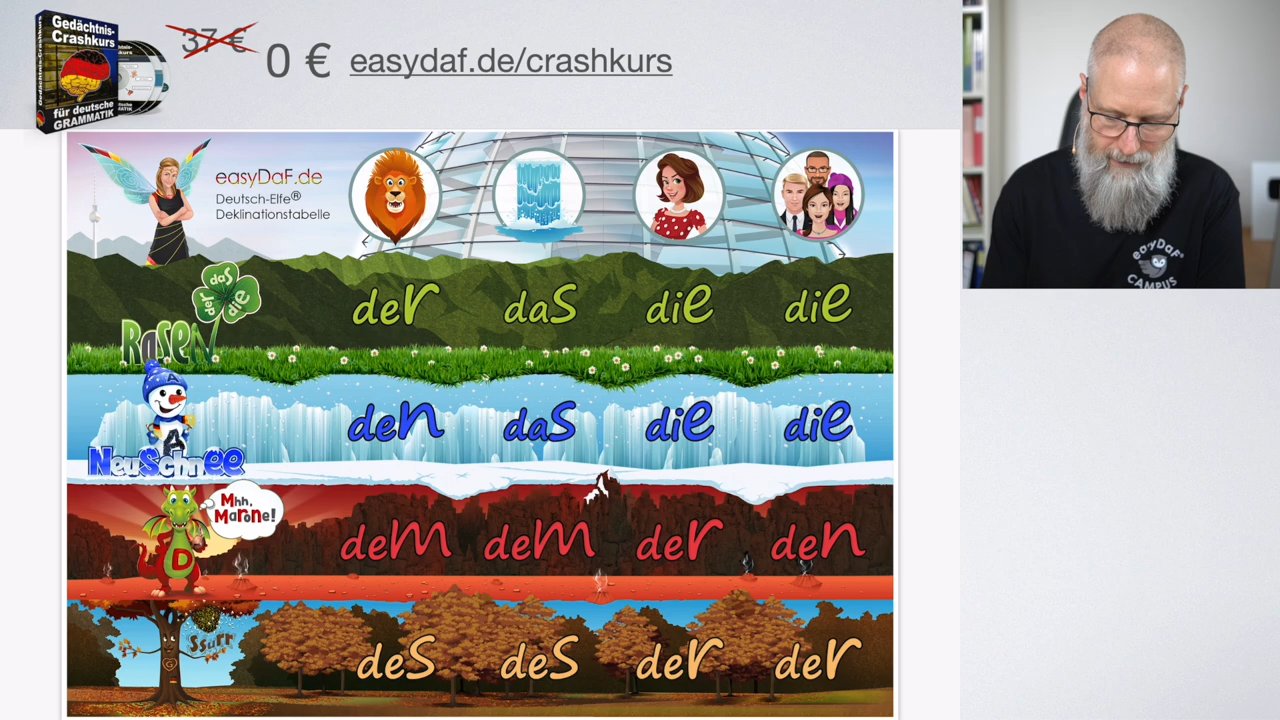 Gedächtnis-
Crashkurs
für deutsche
GRAMMATIK
37 €
0 €
easydaf.de/crashkurs
easyDaF.de
Deutsch-Elfe®
Deklinationstabelle
easyDaF®
CAMPUS
der das die
RaseN
der das die die
A
NeuSchnee
den das die die
Mhh,
Marone!
D
dem dem der den
Ssurr
G
des des der der